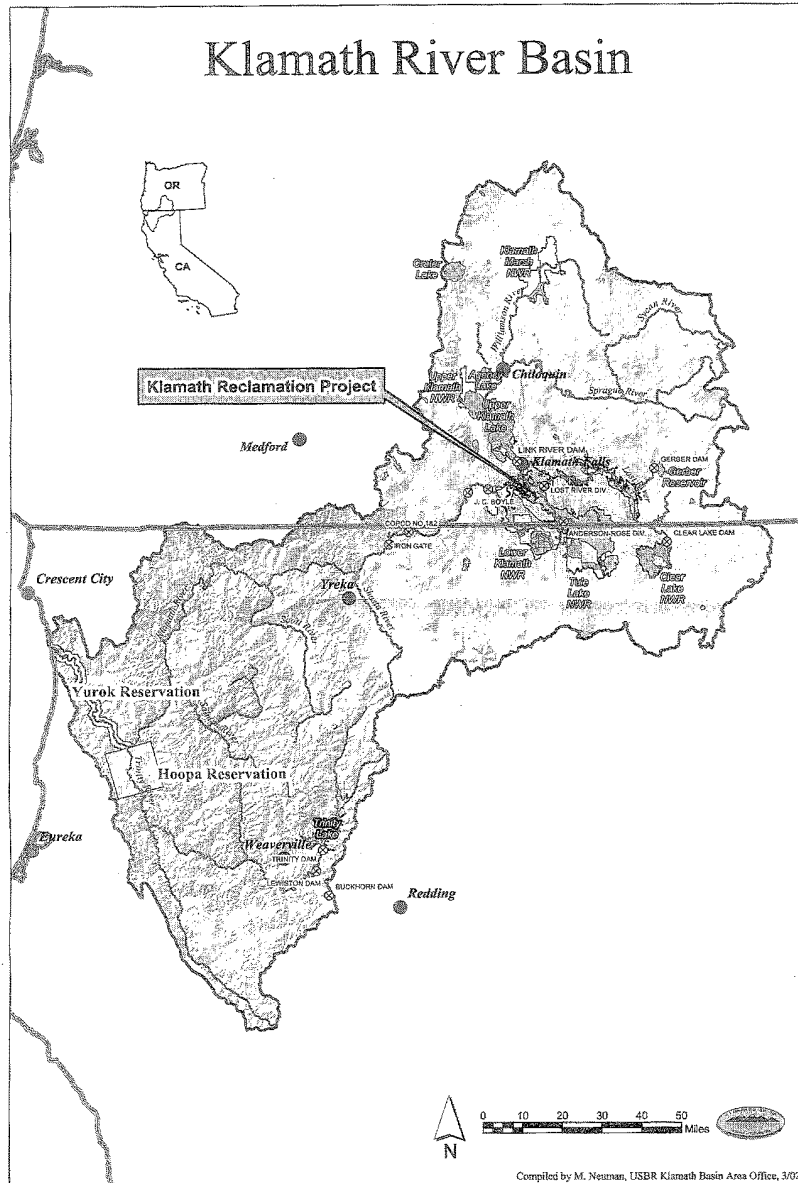 Klamath River Basin
OR
CA
Crater
Lake
Klamath
Marsh
NWR
Williamson River
Sycan River
Klamath Reclamation Project
Upper
Klamath
NWR
Agency
Lake
Chiloquin
Sprague River
Upper
Klamath
Lake
Medford
LINK RIVER DAM
Klamath Falls
GERBER DAM
Gerber
Reservoir
LOST RIVER DIV.
J. C. BOYLE
COPCO NO. 1&2
IRON GATE
ANDERSON-ROSE DIV.
CLEAR LAKE DAM
Lower
Klamath
NWR
Tule
Lake
NWR
Clear
Lake
NWR
Crescent City
Yreka
Yurok Reservation
Hoopa Reservation
Trinity
Lake
Eureka
Weaverville
TRINITY DAM
LEWISTON DAM
BUCKHORN DAM
Redding
N
0 10 20 30 40 50
Miles
Compiled by M. Neuman, USBR Klamath Basin Area Office, 3/02